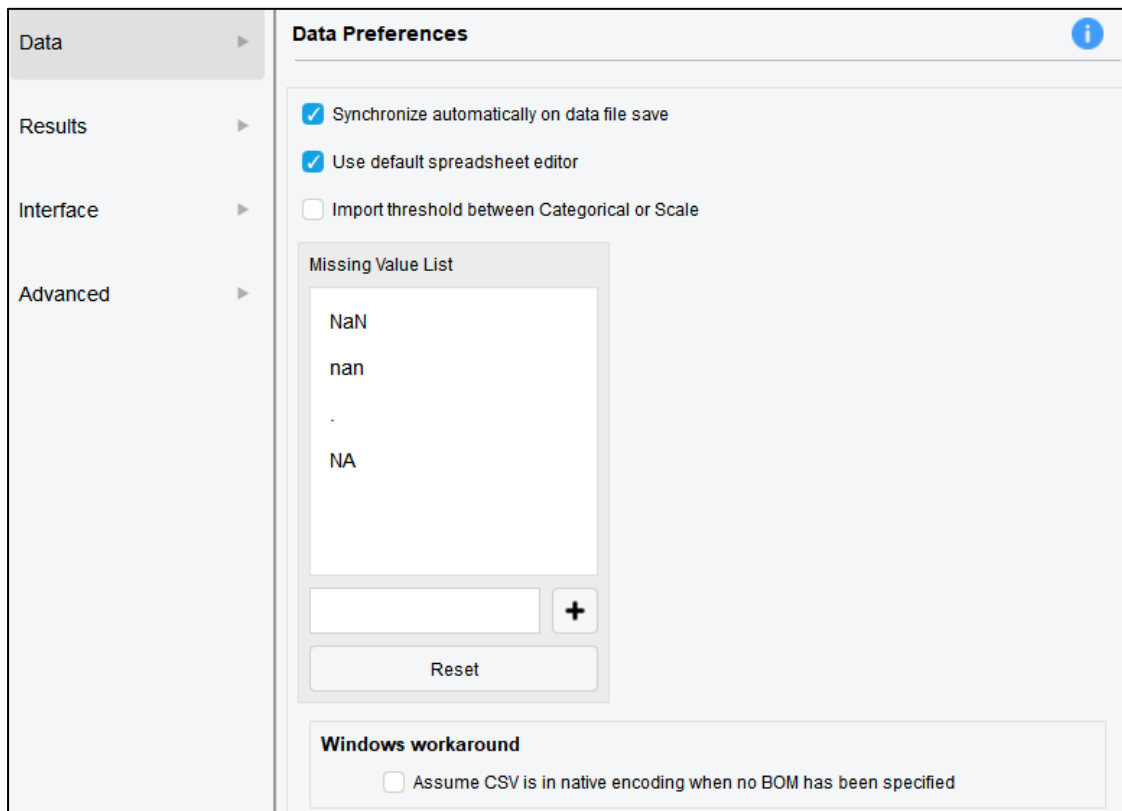 Data
Results
Interface
Advanced
Data Preferences
Synchronize automatically on data file save
Use default spreadsheet editor
Import threshold between Categorical or Scale
Missing Value List
NaN
nan
.
NA
+
Reset
Windows workaround
Assume CSV is in native encoding when no BOM has been specified